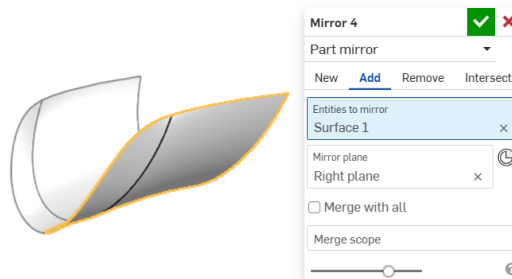 Mirror 4
Part mirror
New Add Remove Intersect
Entities to mirror
Surface 1
Mirror plane
Right plane
Merge with all
Merge scope